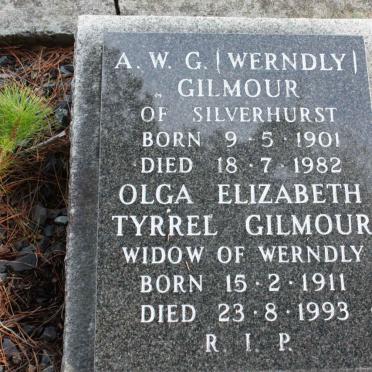 A. W. G. (WERNDLY)
GILMOUR
OF SILVERHURST
BORN 9·5·1901
DIED 18·7·1982
OLGA ELIZABETH
TYRREL GILMOUR
WIDOW OF WERNDLY
BORN 15·2·1911
DIED 23·8·1993
R. I. P.